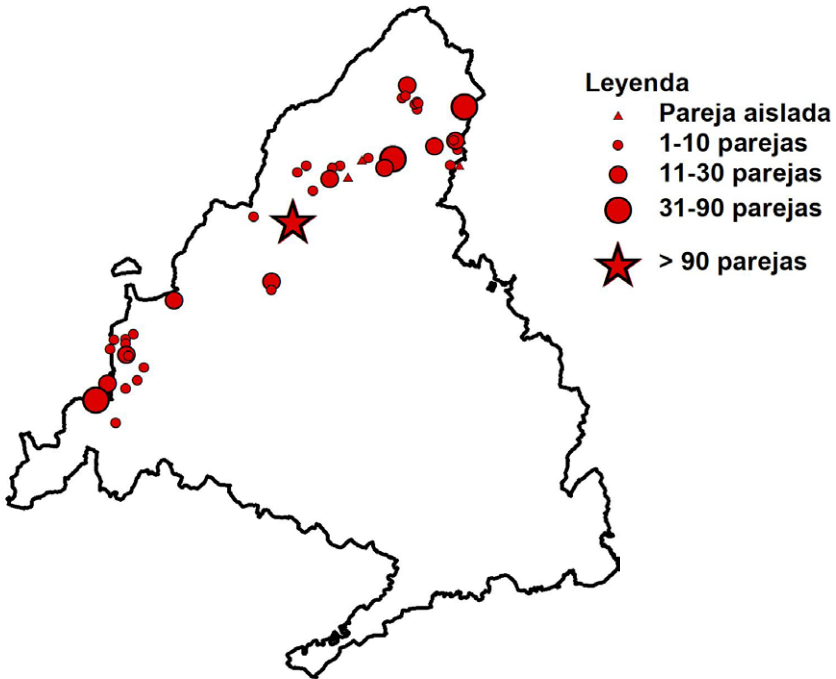 Leyenda
Pareja aislada
1-10 parejas
11-30 parejas
31-90 parejas
> 90 parejas